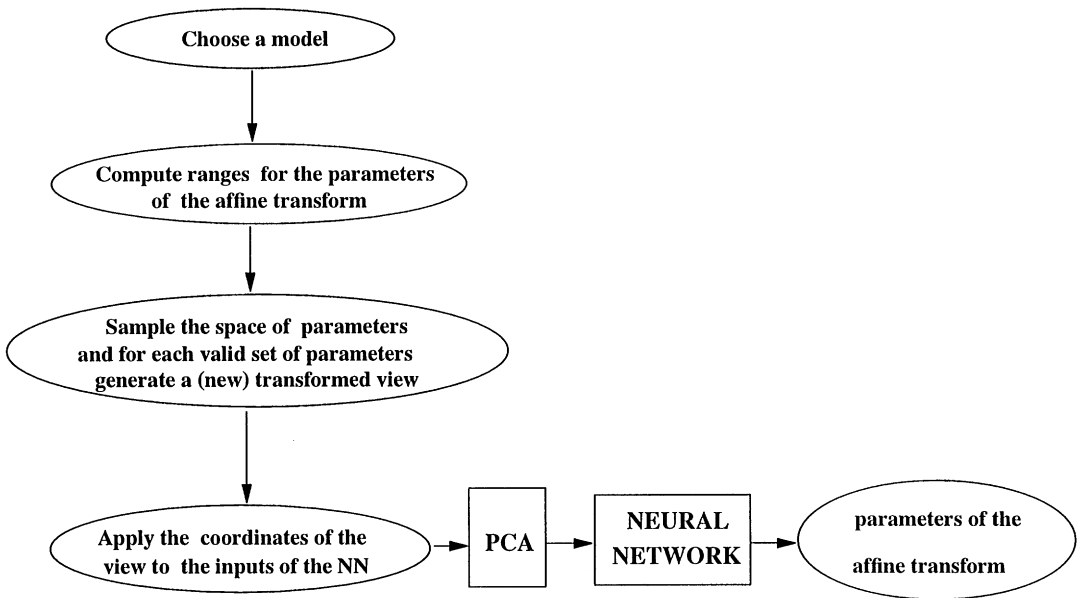 Choose a model
Compute ranges for the parameters
of the affine transform
Sample the space of parameters
and for each valid set of parameters
generate a (new) transformed view
Apply the coordinates of the
view to the inputs of the NN
PCA
NEURAL
NETWORK
parameters of the
affine transform